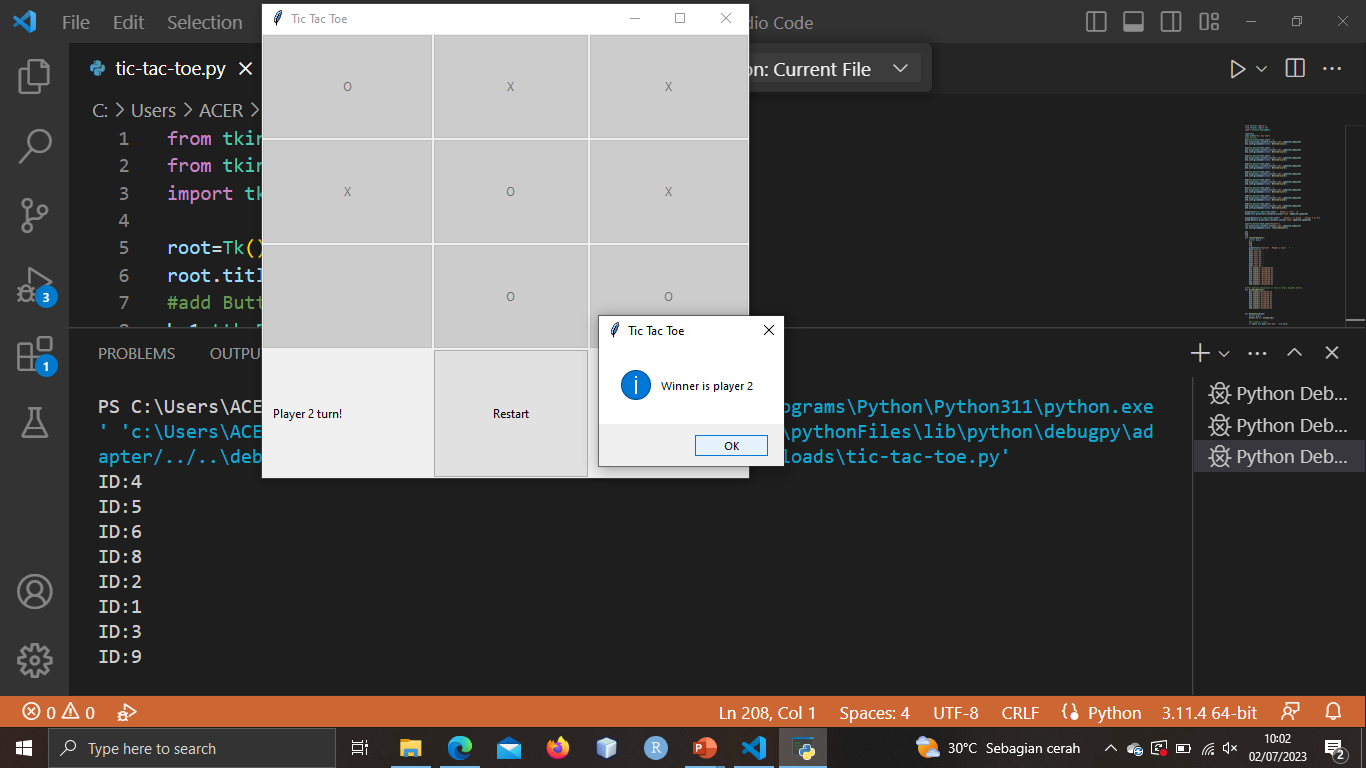 File Edit Selection
Tic Tac Toe
dio Code
tic-tac-toe.py
on: Current File
C: > Users > ACER >
1 from tkin
2 from tkin
3 import tk
4
5 root=Tk()
6 root.titl
7 #add Butt
O X X
X O X
O O
Player 2 turn!
Restart
Tic Tac Toe
Winner is player 2
OK
PROBLEMS OUTPU
PS C:\Users\ACE
ograms\Python\Python311\python.exe
' 'c:\Users\ACE
\pythonFiles\lib\python\debugpy\ad
apter/../..\deb
loads\tic-tac-toe.py'
ID:4
ID:5
ID:6
ID:8
ID:2
ID:1
ID:3
ID:9
Python Deb...
Python Deb...
Python Deb...
3
1
0 0
Ln 208, Col 1 Spaces: 4 UTF-8 CRLF Python 3.11.4 64-bit
Type here to search
30°C Sebagian cerah
10:02
02/07/2023
2